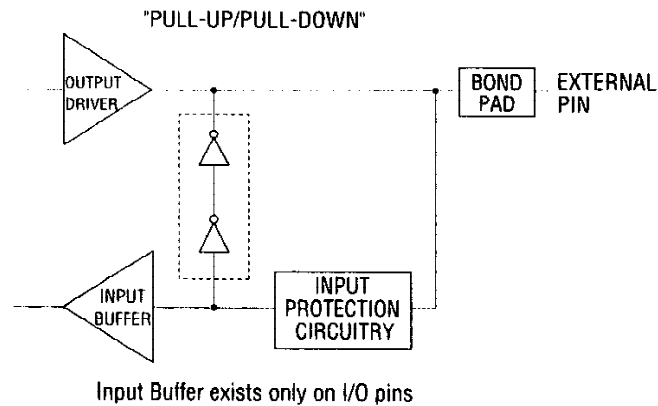 "PULL-UP/PULL-DOWN"
OUTPUT
DRIVER
BOND
PAD
EXTERNAL
PIN
INPUT
BUFFER
INPUT
PROTECTION
CIRCUITRY
Input Buffer exists only on I/O pins